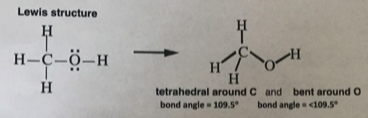 Lewis structure
H
H
H–C–Ö–H
C
H
O
H
H
H
tetrahedral around C and bent around O
bond angle = 109.5° bond angle = <109.5°